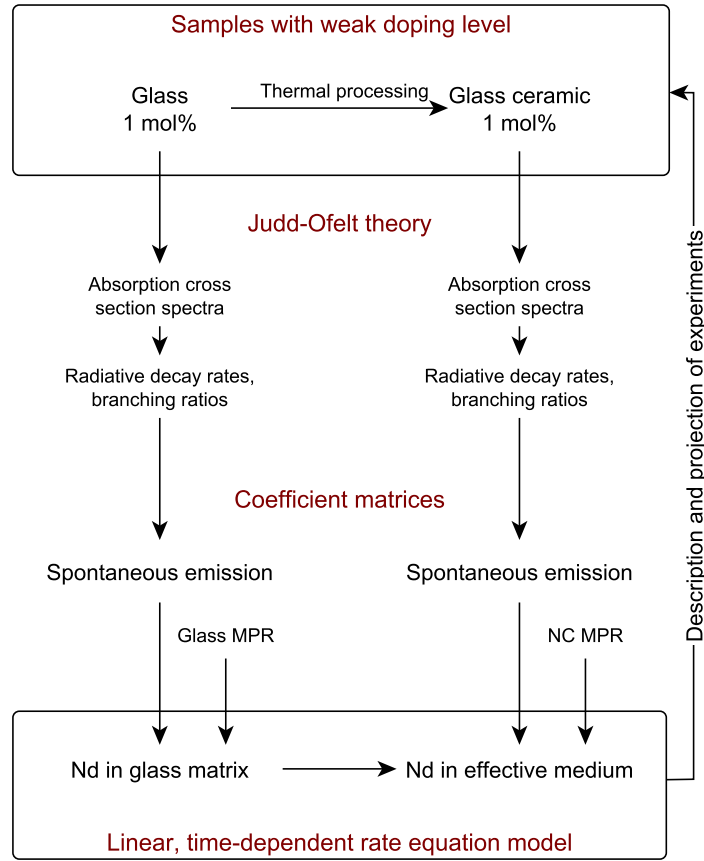 Samples with weak doping level
Glass
1 mol%
Thermal processing
Glass ceramic
1 mol%
Judd-Ofelt theory
Absorption cross
section spectra
Absorption cross
section spectra
Radiative decay rates,
branching ratios
Radiative decay rates,
branching ratios
Coefficient matrices
Spontaneous emission
Spontaneous emission
Glass MPR
NC MPR
Nd in glass matrix
Nd in effective medium
Linear, time-dependent rate equation model
Description and projection of experiments